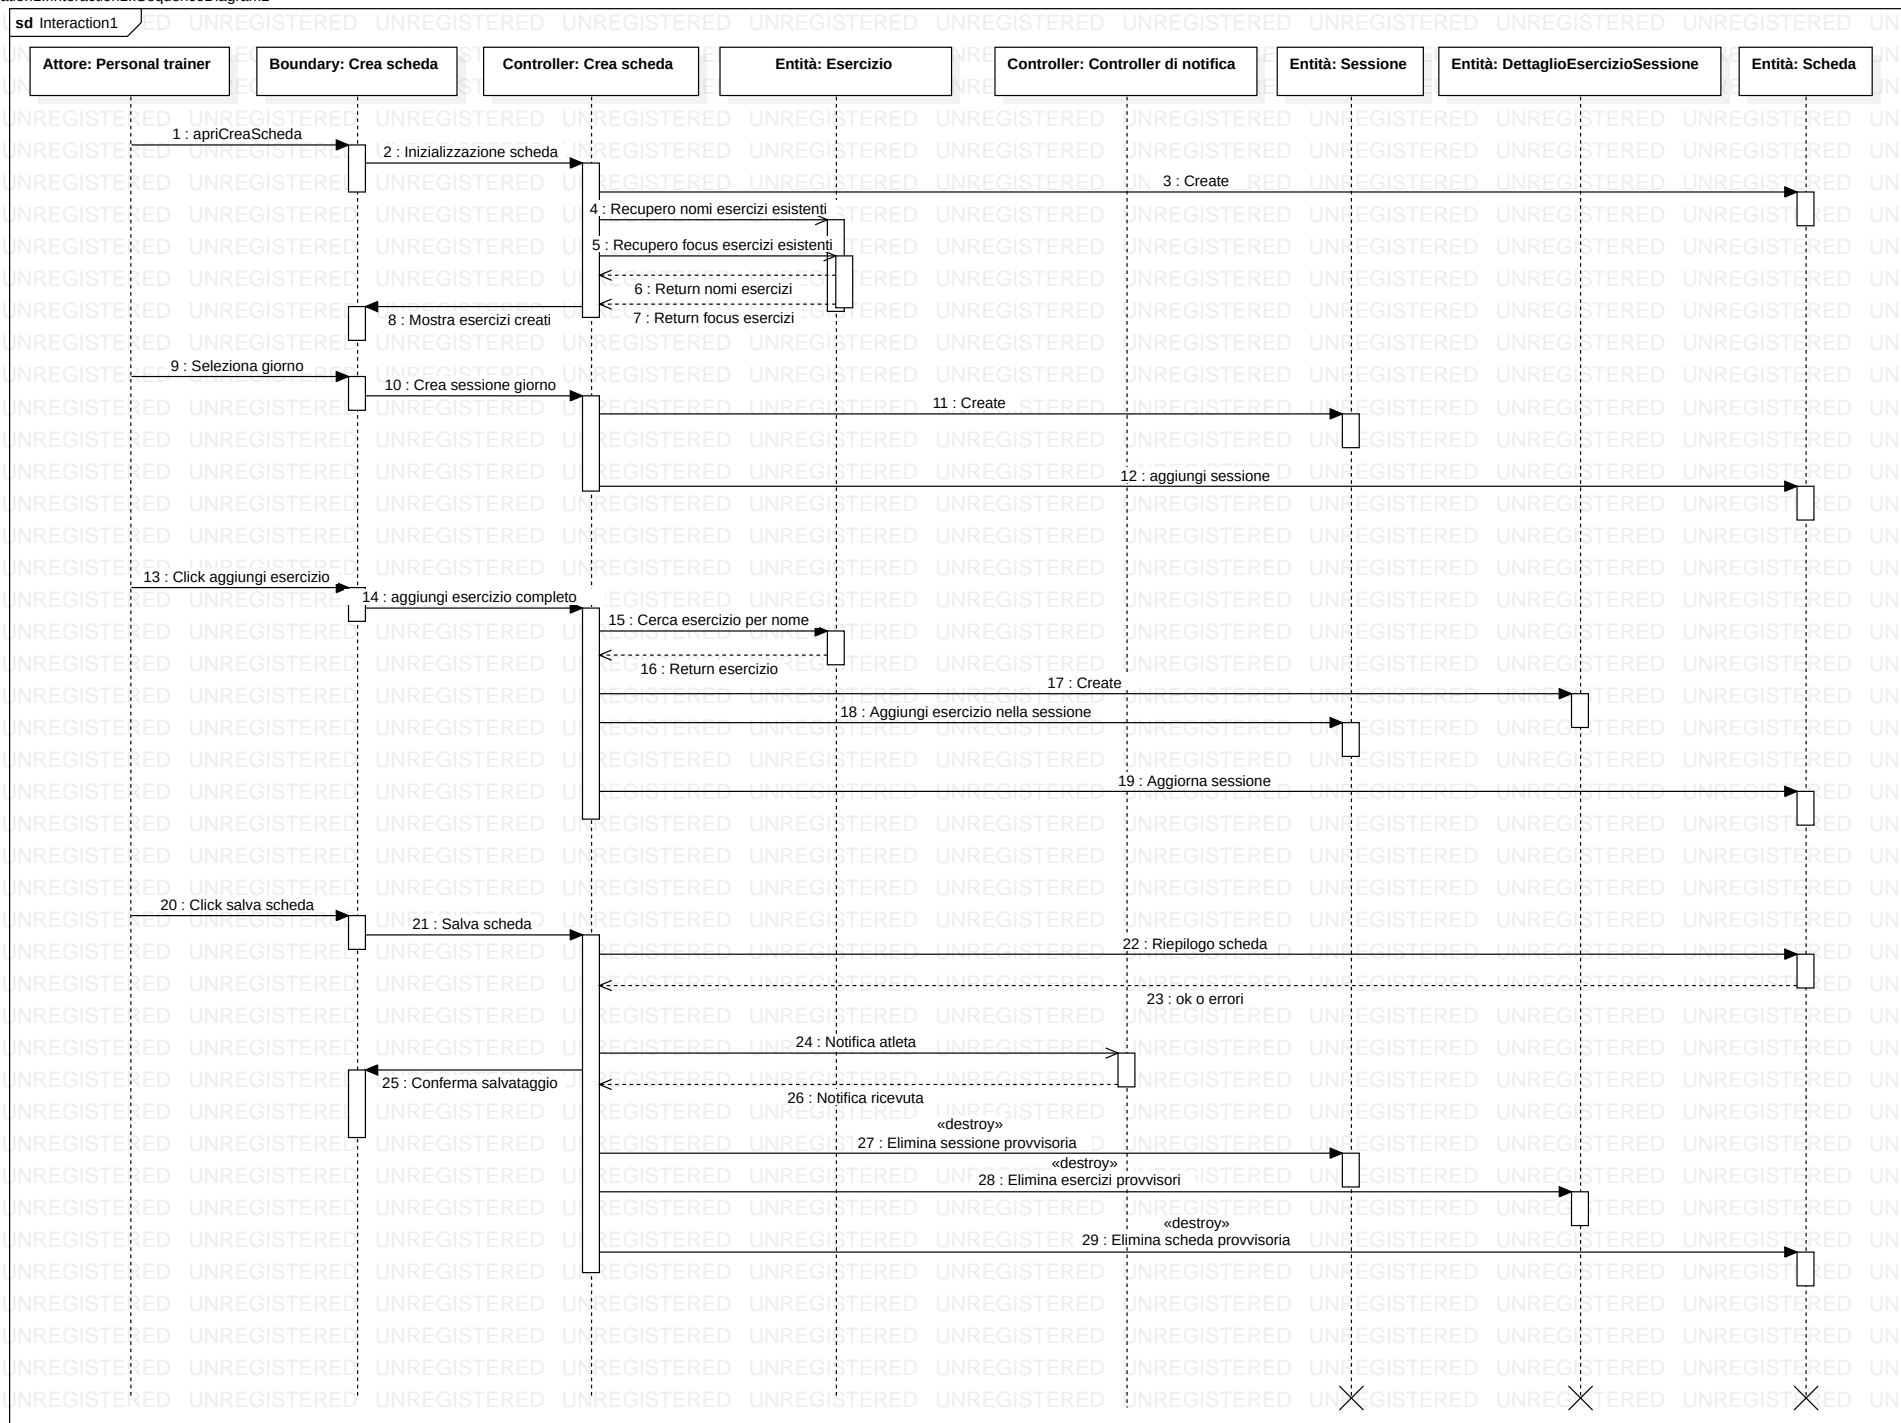 sd Interaction1
Attore: Personal trainer
Boundary: Crea scheda
Controller: Crea scheda
Entità: Esercizio
Controller: Controller di notifica
Entità: Sessione
Entità: DettaglioEsercizioSessione
Entità: Scheda
1 : apriCreaScheda
2 : Inizializzazione scheda
3 : Create
4 : Recupero nomi esercizi esistenti
5 : Recupero focus esercizi esistenti
6 : Return nomi esercizi
7 : Return focus esercizi
8 : Mostra esercizi creati
9 : Seleziona giorno
10 : Crea sessione giorno
11 : Create
12 : aggiungi sessione
13 : Click aggiungi esercizio
14 : aggiungi esercizio completo
15 : Cerca esercizio per nome
16 : Return esercizio
17 : Create
18 : Aggiungi esercizio nella sessione
19 : Aggiorna sessione
20 : Click salva scheda
21 : Salva scheda
22 : Riepilogo scheda
23 : ok o errori
24 : Notifica atleta
25 : Conferma salvataggio
26 : Notifica ricevuta
«destroy»
27 : Elimina sessione provvisoria
«destroy»
28 : Elimina esercizi provvisori
«destroy»
29 : Elimina scheda provvisoria
UNREGISTERED